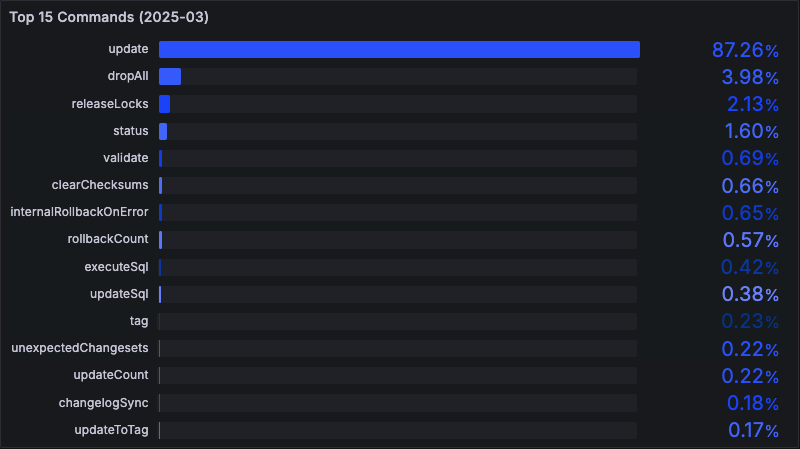 Top 15 Commands (2025-03)
update 87.26%
dropAll 3.98%
releaseLocks 2.13%
status 1.60%
validate 0.69%
clearChecksums 0.66%
internalRollbackOnError 0.65%
rollbackCount 0.57%
executeSql 0.42%
updateSql 0.38%
tag 0.23%
unexpectedChangesets 0.22%
updateCount 0.22%
changelogSync 0.18%
updateToTag 0.17%